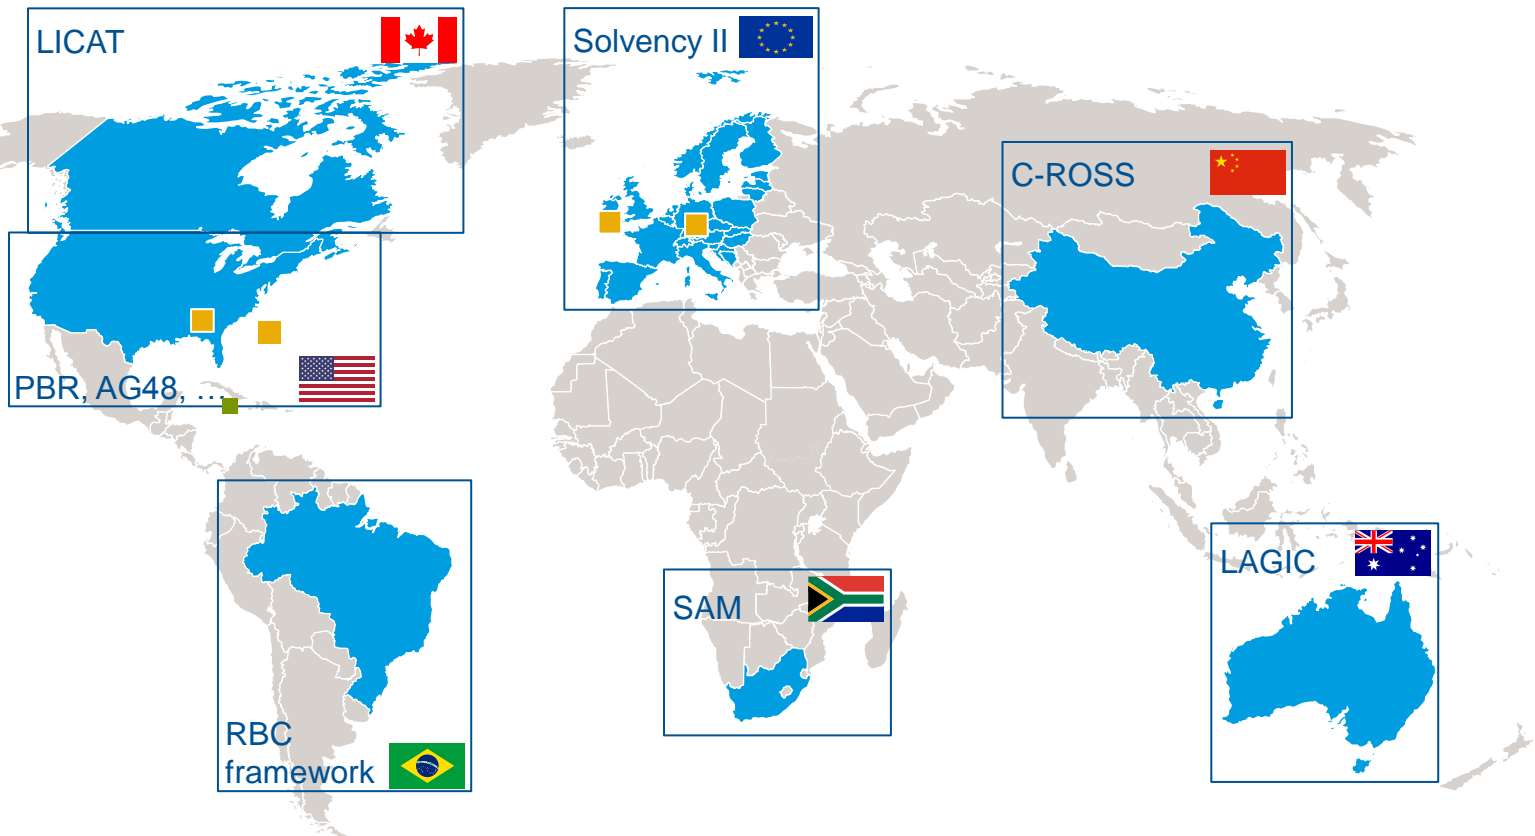 LICAT
Solvency II
C-ROSS
PBR, AG48, …
LAGIC
SAM
RBC
framework